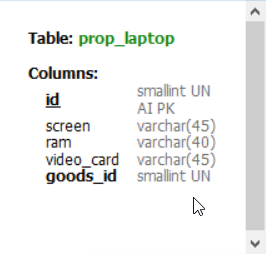 Table: prop_laptop
Columns:
id smallint UN
AI PK
screen varchar(45)
ram varchar(40)
video_card varchar(45)
goods_id smallint UN